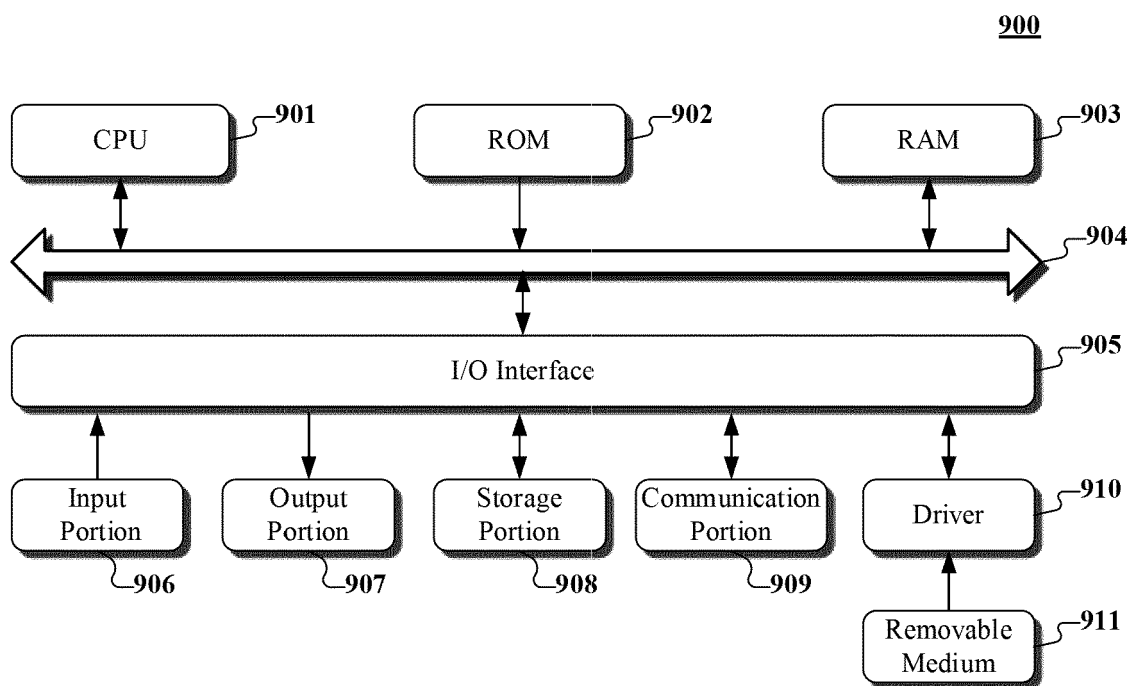 900
CPU
901
ROM
902
RAM
903
904
I/O Interface
905
Input
Portion
906
Output
Portion
907
Storage
Portion
908
Communication
Portion
909
Driver
910
Removable
Medium
911